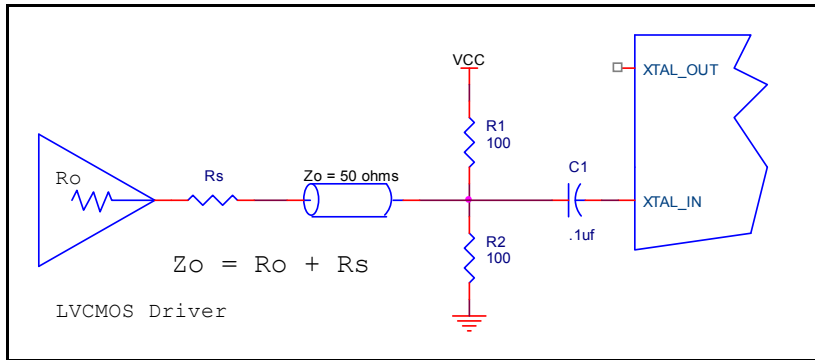 VCC
R1
100
XTAL_OUT
Ro
Rs
Zo = 50 ohms
C1
.1uf
XTAL_IN
R2
100
Zo = Ro + Rs
LVCMOS Driver